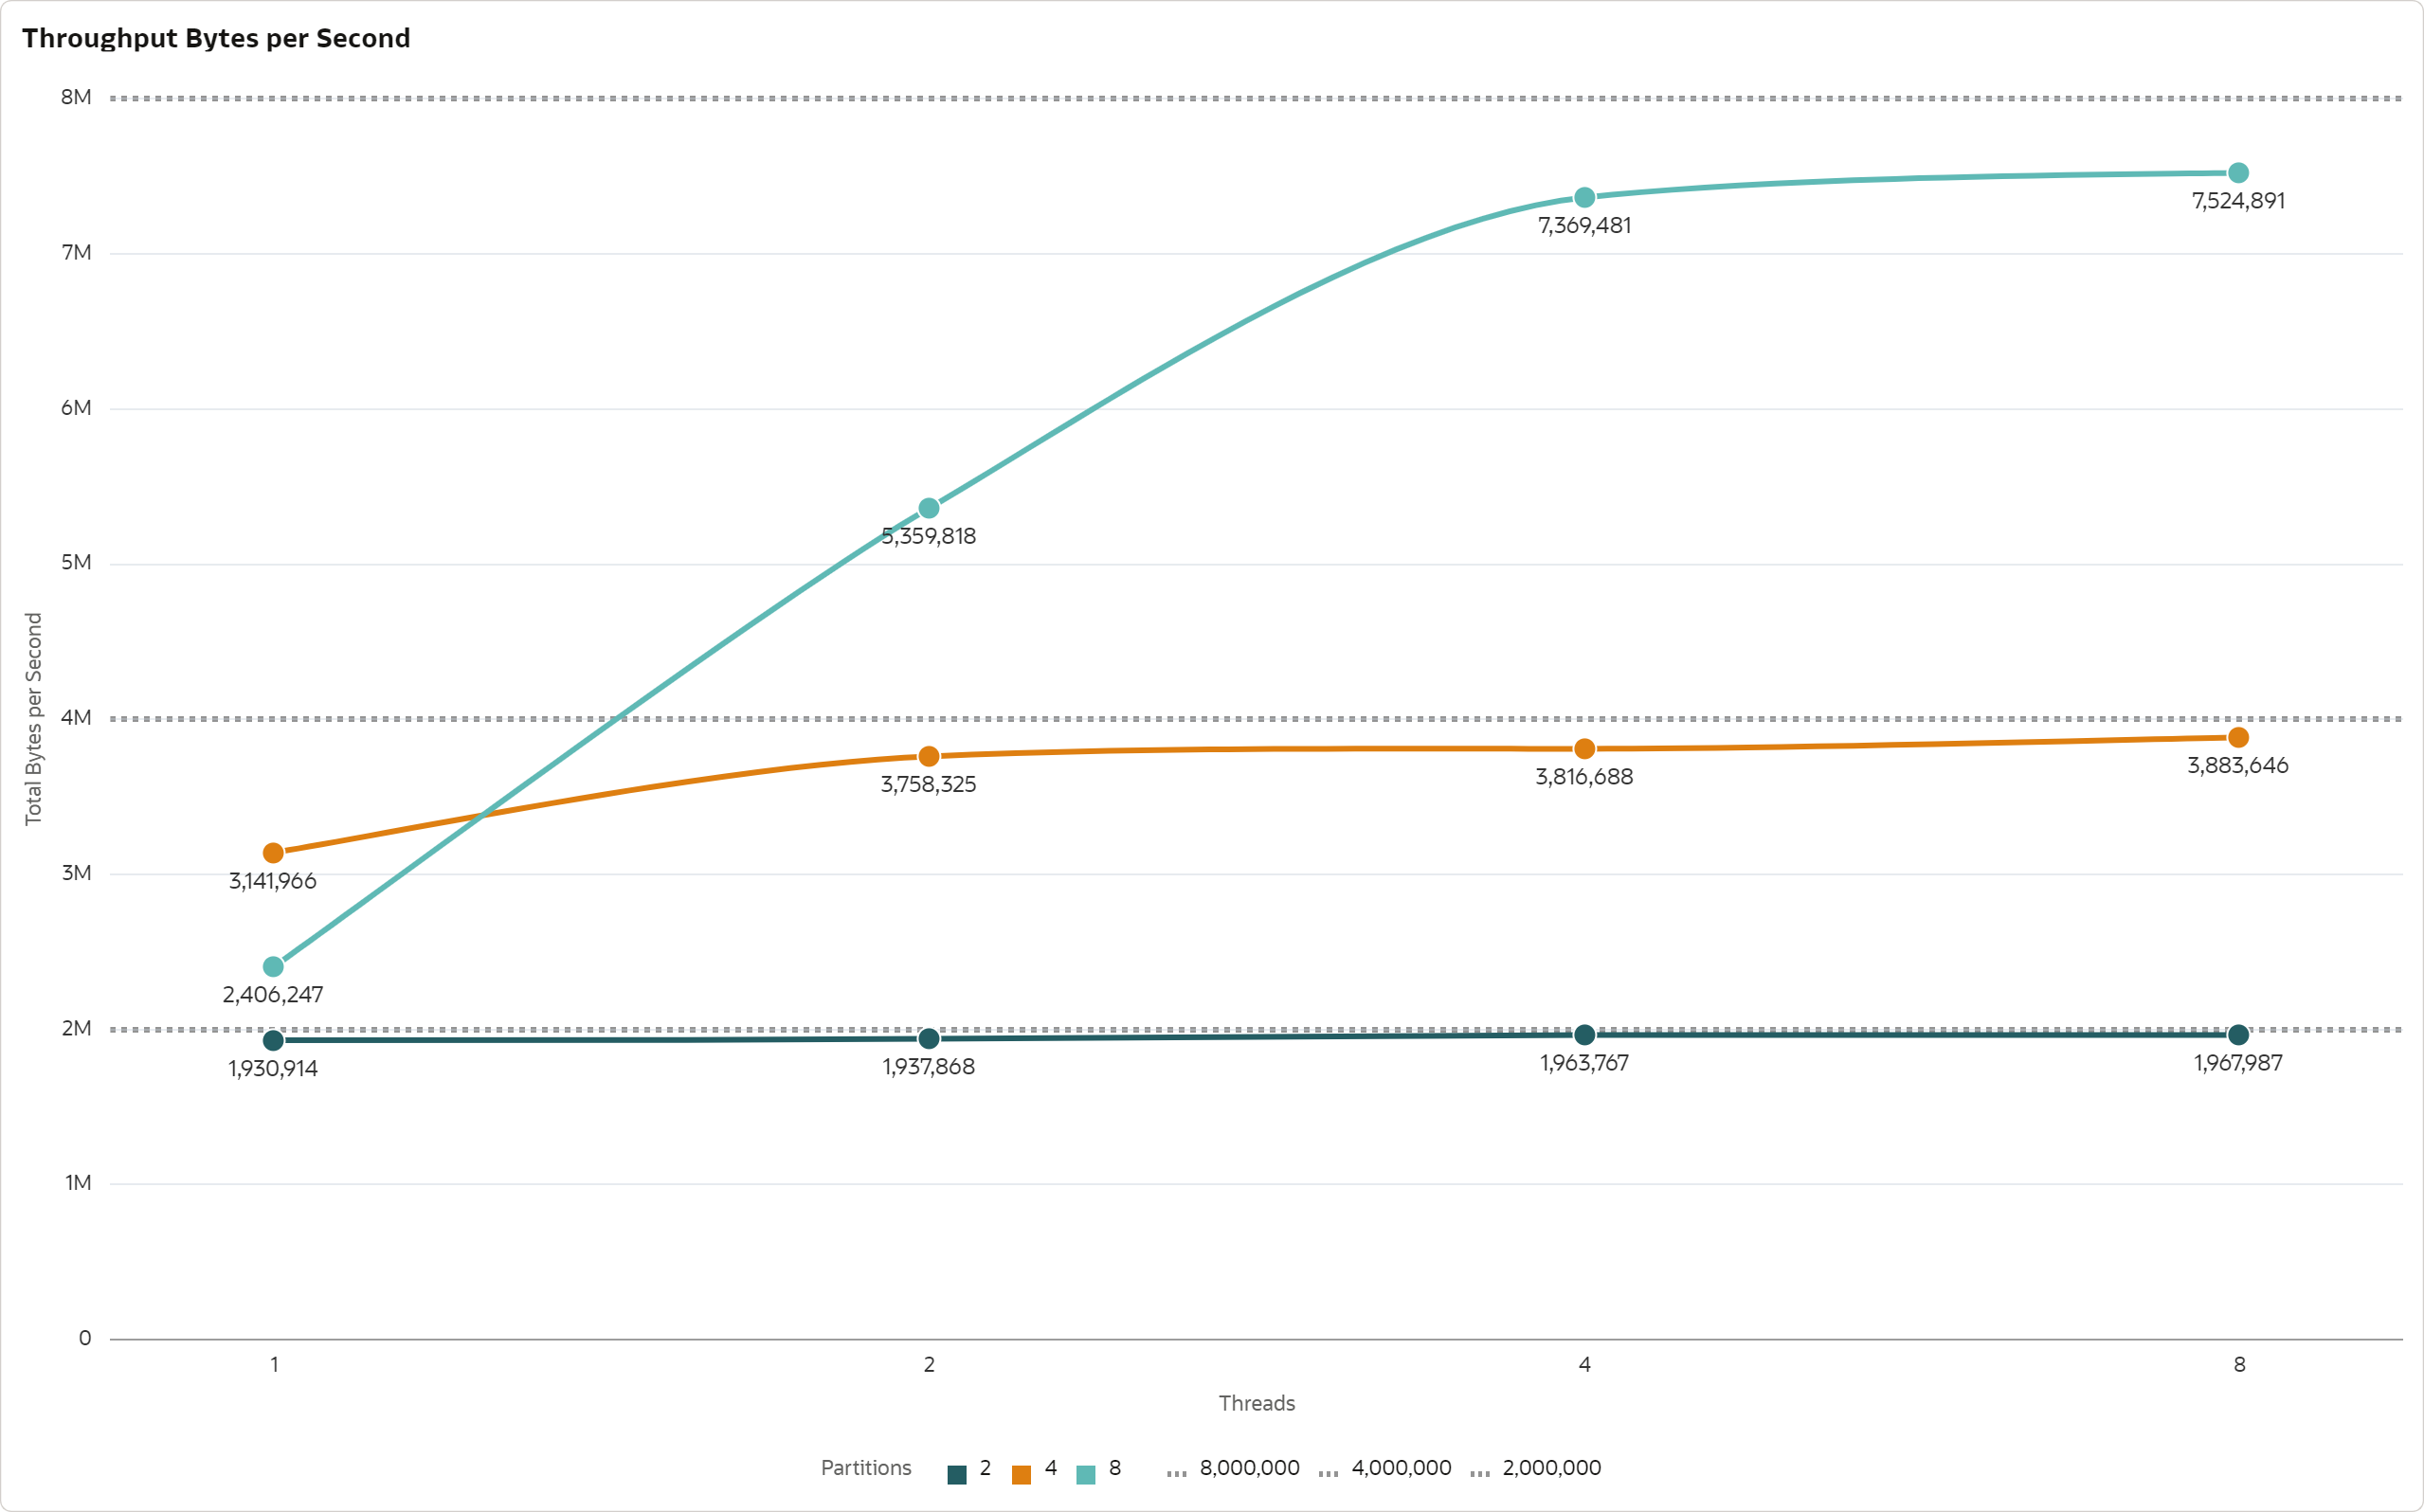 Throughput Bytes per Second
8M
7,524,891
7,369,481
7M
6M
5,359,818
5M
Total Bytes per Second
4M
3,758,325
3,816,688
3,883,646
3,141,966
3M
2,406,247
2M
1,930,914
1,937,868
1,963,767
1,967,987
1M
0
1 2 4 8
Threads
Partitions 2 4 8 8,000,000 4,000,000 2,000,000